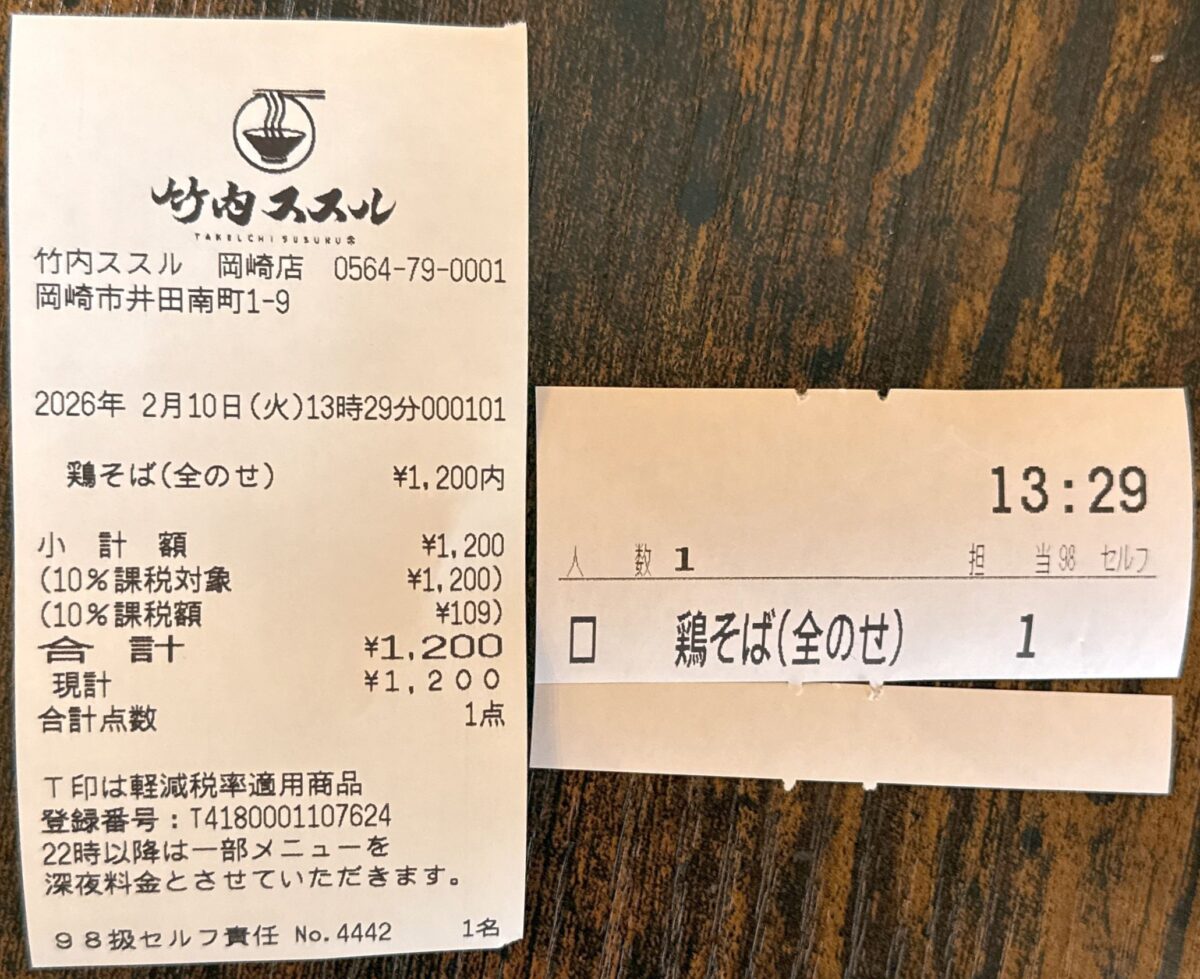 竹内ススル
TAKEUCHI SUSURU
竹内ススル 岡崎店 0564-79-0001
岡崎市井田南町1-9
2026年 2月10日(火)13時29分000101
鶏そば(全のせ) ¥1,200内
小 計 額 ¥1,200
(10%課税対象 ¥1,200)
(10%課税額 ¥109)
合 計 ¥1,200
現計 ¥1,200
合計点数 1点
T印は軽減税率適用商品
登録番号:T4180001107624
22時以降は一部メニューを
深夜料金とさせていただきます。
98扱セルフ責任 No.4442 1名
13:29
人 数 1 担 当98 セルフ
□ 鶏そば(全のせ) 1